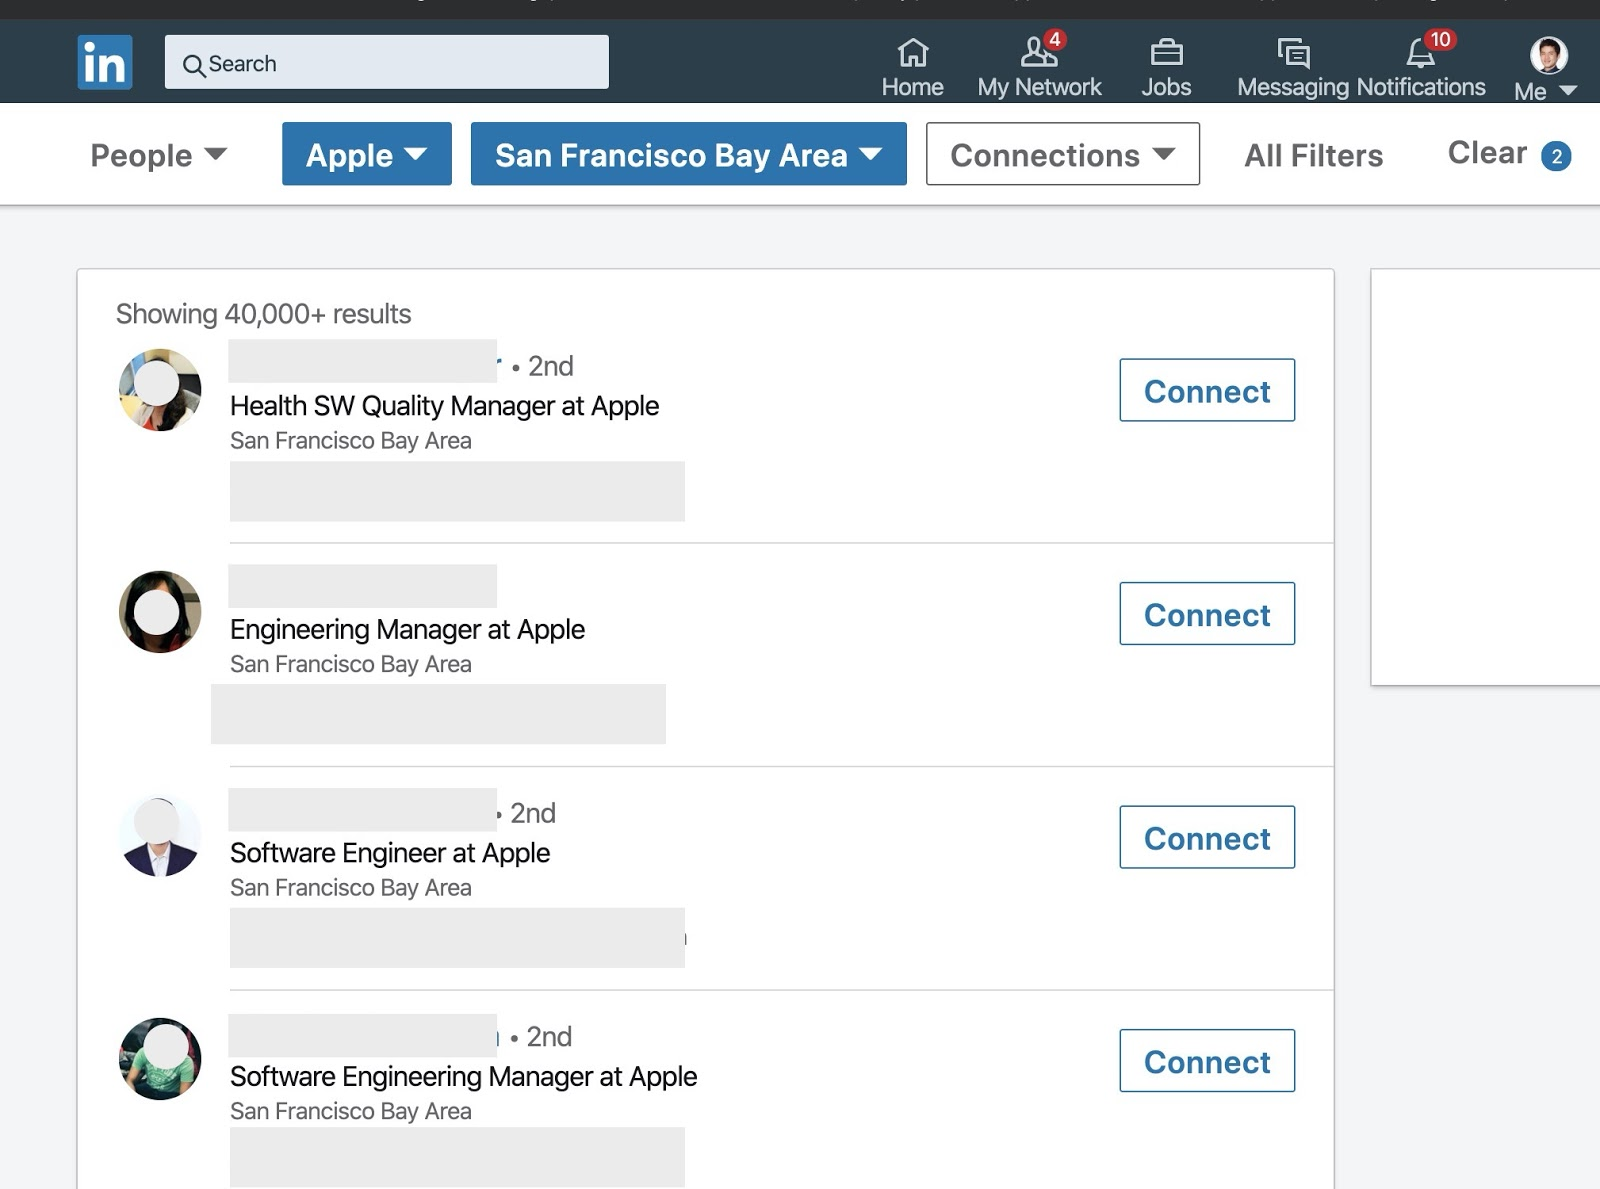 in
Search
Home
My Network
4
Jobs
Messaging
Notifications
10
Me
People
Apple
San Francisco Bay Area
Connections
All Filters
Clear 2
Showing 40,000+ results
• 2nd
Health SW Quality Manager at Apple
San Francisco Bay Area
Connect
Engineering Manager at Apple
San Francisco Bay Area
Connect
• 2nd
Software Engineer at Apple
San Francisco Bay Area
Connect
• 2nd
Software Engineering Manager at Apple
San Francisco Bay Area
Connect